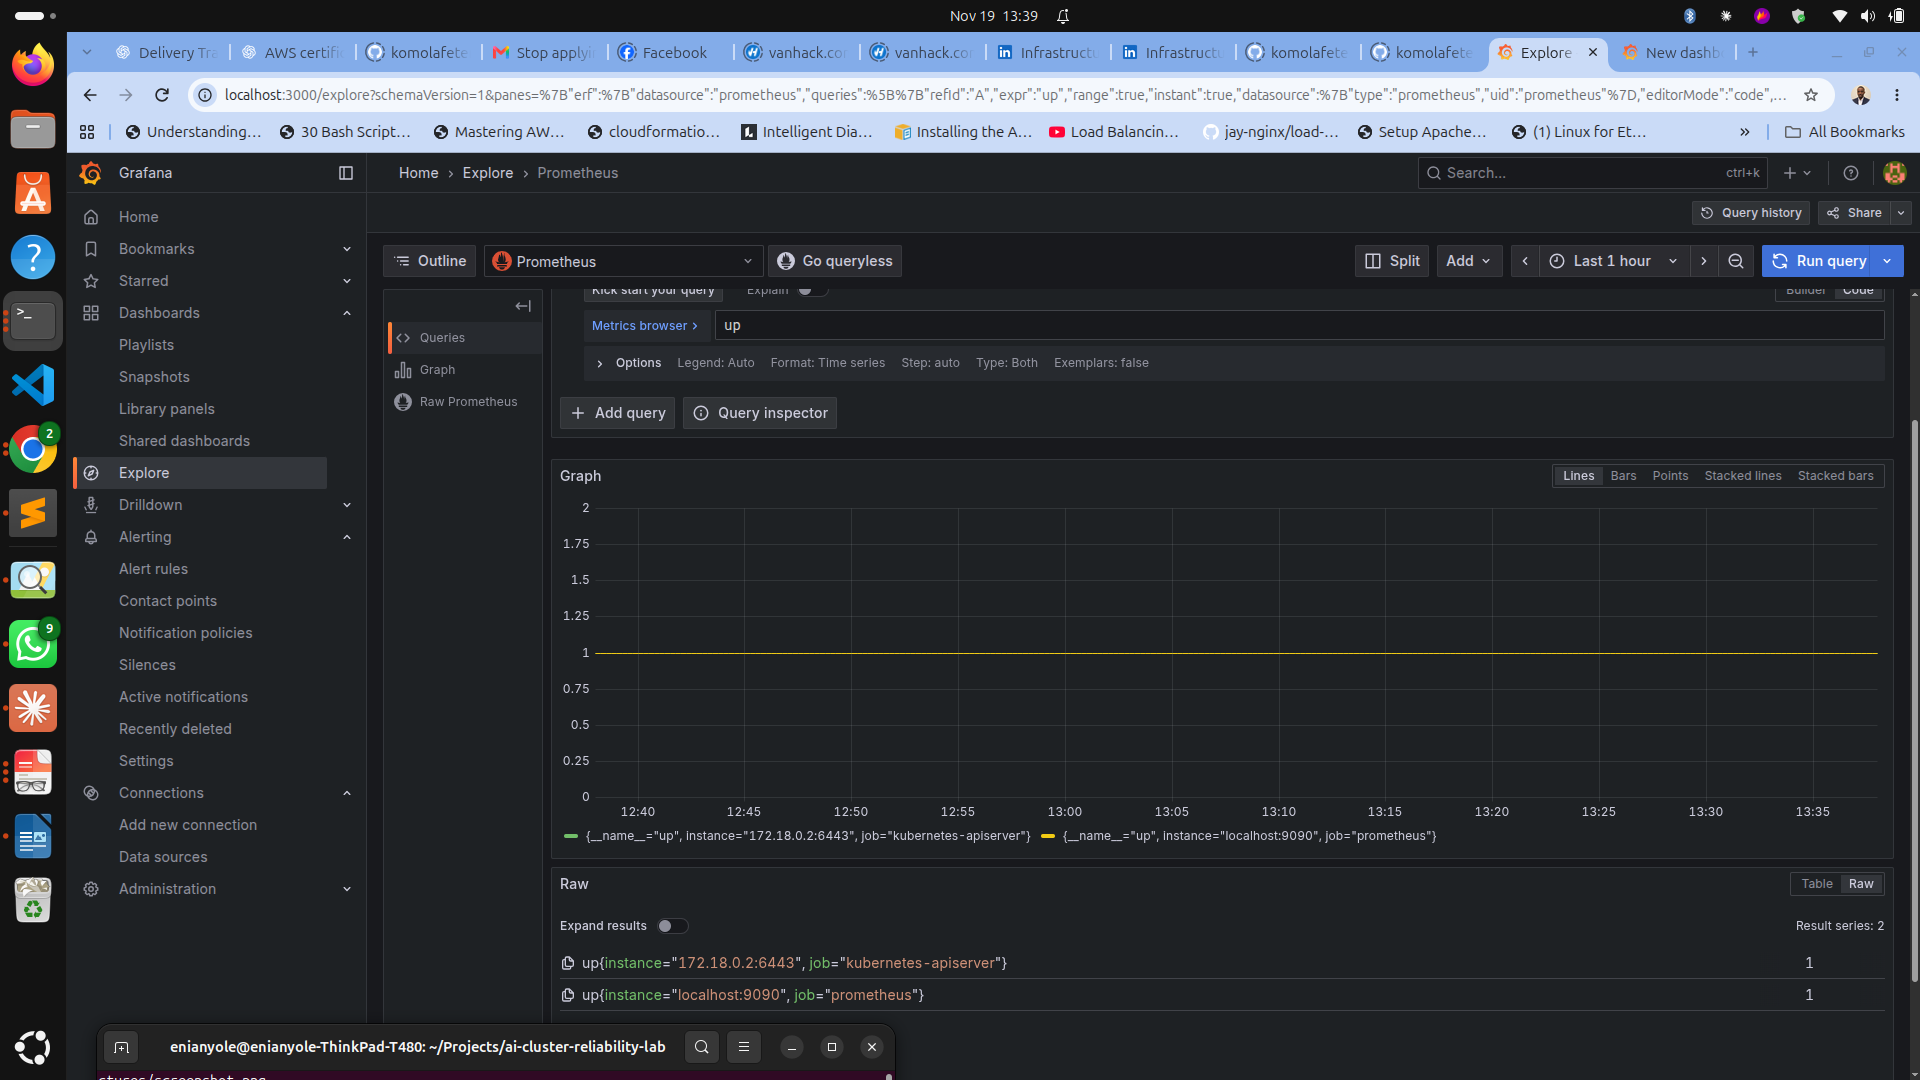 Nov 19 13:39
Delivery Tra
AWS certifi
komolafete
Stop applyi
Facebook
vanhack.co
vanhack.co
Infrastructu
Infrastructu
komolafete
komolafete
Explore
New dashb
localhost:3000/explore?schemaVersion=1&panes=%7B"erf":%7B"datasource":"prometheus","queries":%5B%7B"refId":"A","expr":"up","range":true,"instant":true,"datasource":%7B"type":"prometheus","uid":"prometheus"%7D,"editorMode":"code",...
Understanding...
30 Bash Script...
Mastering AW...
cloudformatio...
Intelligent Dia...
Installing the A...
Load Balancin...
jay-nginx/load-...
Setup Apache...
(1) Linux for Et...
»
All Bookmarks
Grafana
Home › Explore › Prometheus
Search...
ctrl+k
Query history
Share
Outline
Prometheus
Go queryless
Split
Add
Last 1 hour
Run query
Home
Bookmarks
Starred
Dashboards
Playlists
Snapshots
Library panels
Shared dashboards
Explore
Drilldown
Alerting
Alert rules
Contact points
Notification policies
Silences
Active notifications
Recently deleted
Settings
Connections
Add new connection
Data sources
Administration
Queries
Graph
Raw Prometheus
Kick start your query
Explain
Builder
Code
Metrics browser ›
up
Options Legend: Auto Format: Time series Step: auto Type: Both Exemplars: false
+ Add query
Query inspector
Graph
Lines
Bars
Points
Stacked lines
Stacked bars
2
1.75
1.5
1.25
1
0.75
0.5
0.25
0
12:40
12:45
12:50
12:55
13:00
13:05
13:10
13:15
13:20
13:25
13:30
13:35
{__name__="up", instance="172.18.0.2:6443", job="kubernetes-apiserver"}
{__name__="up", instance="localhost:9090", job="prometheus"}
Raw
Table
Raw
Expand results
Result series: 2
up{instance="172.18.0.2:6443", job="kubernetes-apiserver"} 1
up{instance="localhost:9090", job="prometheus"} 1
enianyole@enianyole-ThinkPad-T480: ~/Projects/ai-cluster-reliability-lab
ctures/screenshot.png
2
9